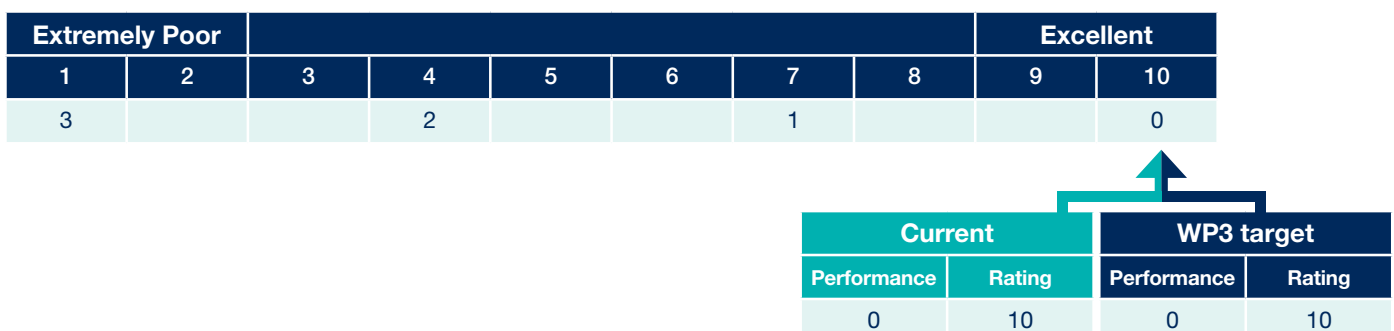 Extremely Poor Excellent
1 2 3 4 5 6 7 8 9 10
3 2 1 0
Current WP3 target
Performance Rating Performance Rating
0 10 0 10